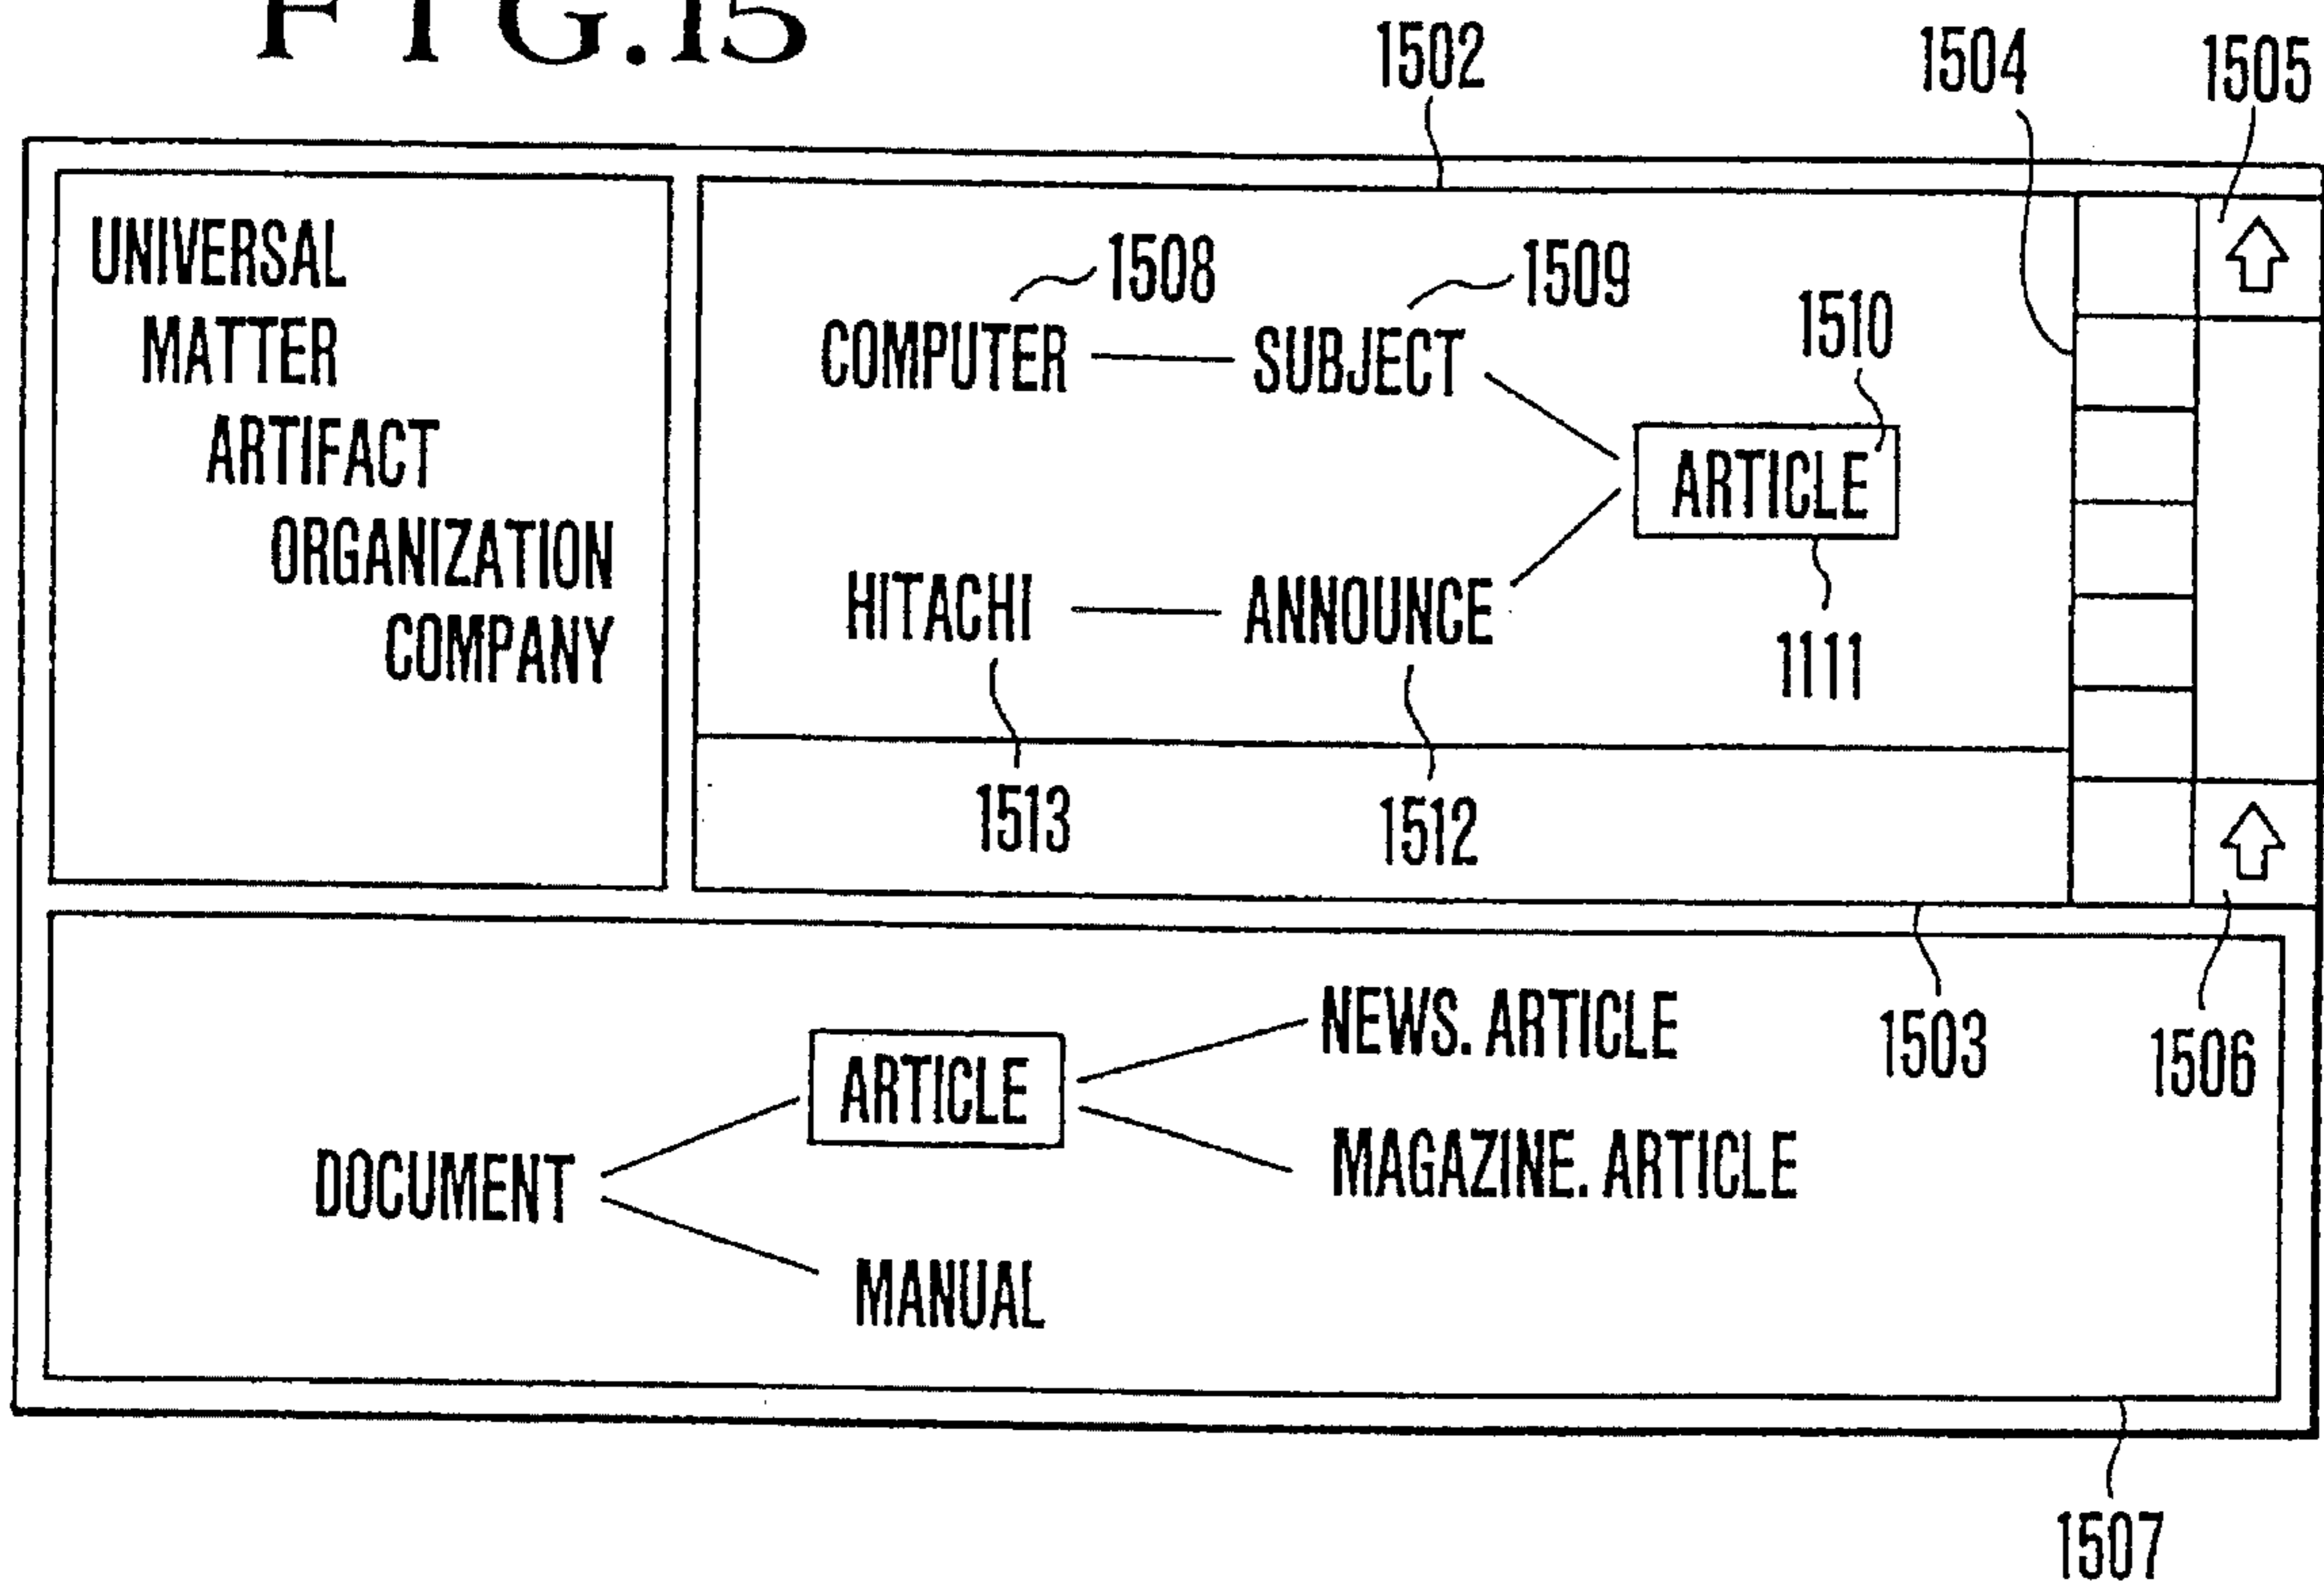 FIG.15
1502
1504
1505
UNIVERSAL
MATTER
ARTIFACT
ORGANIZATION
COMPANY
1508
1509
1510
COMPUTER
SUBJECT
ARTICLE
HITACHI
ANNOUNCE
1111
1513
1512
1503
1506
NEWS. ARTICLE
ARTICLE
MAGAZINE. ARTICLE
DOCUMENT
MANUAL
1507